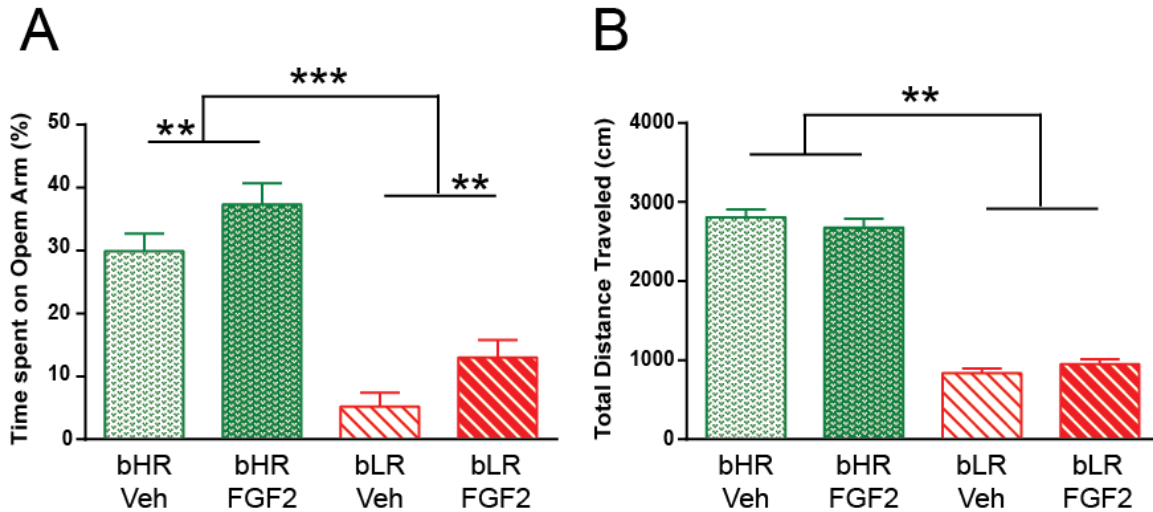 A
B
***
**
**
**
Time spent on Opem Arm (%)
50
40
30
20
10
0
bHR
Veh
bHR
FGF2
bLR
Veh
bLR
FGF2
Total Distance Traveled (cm)
4000
3000
2000
1000
0
bHR
Veh
bHR
FGF2
bLR
Veh
bLR
FGF2